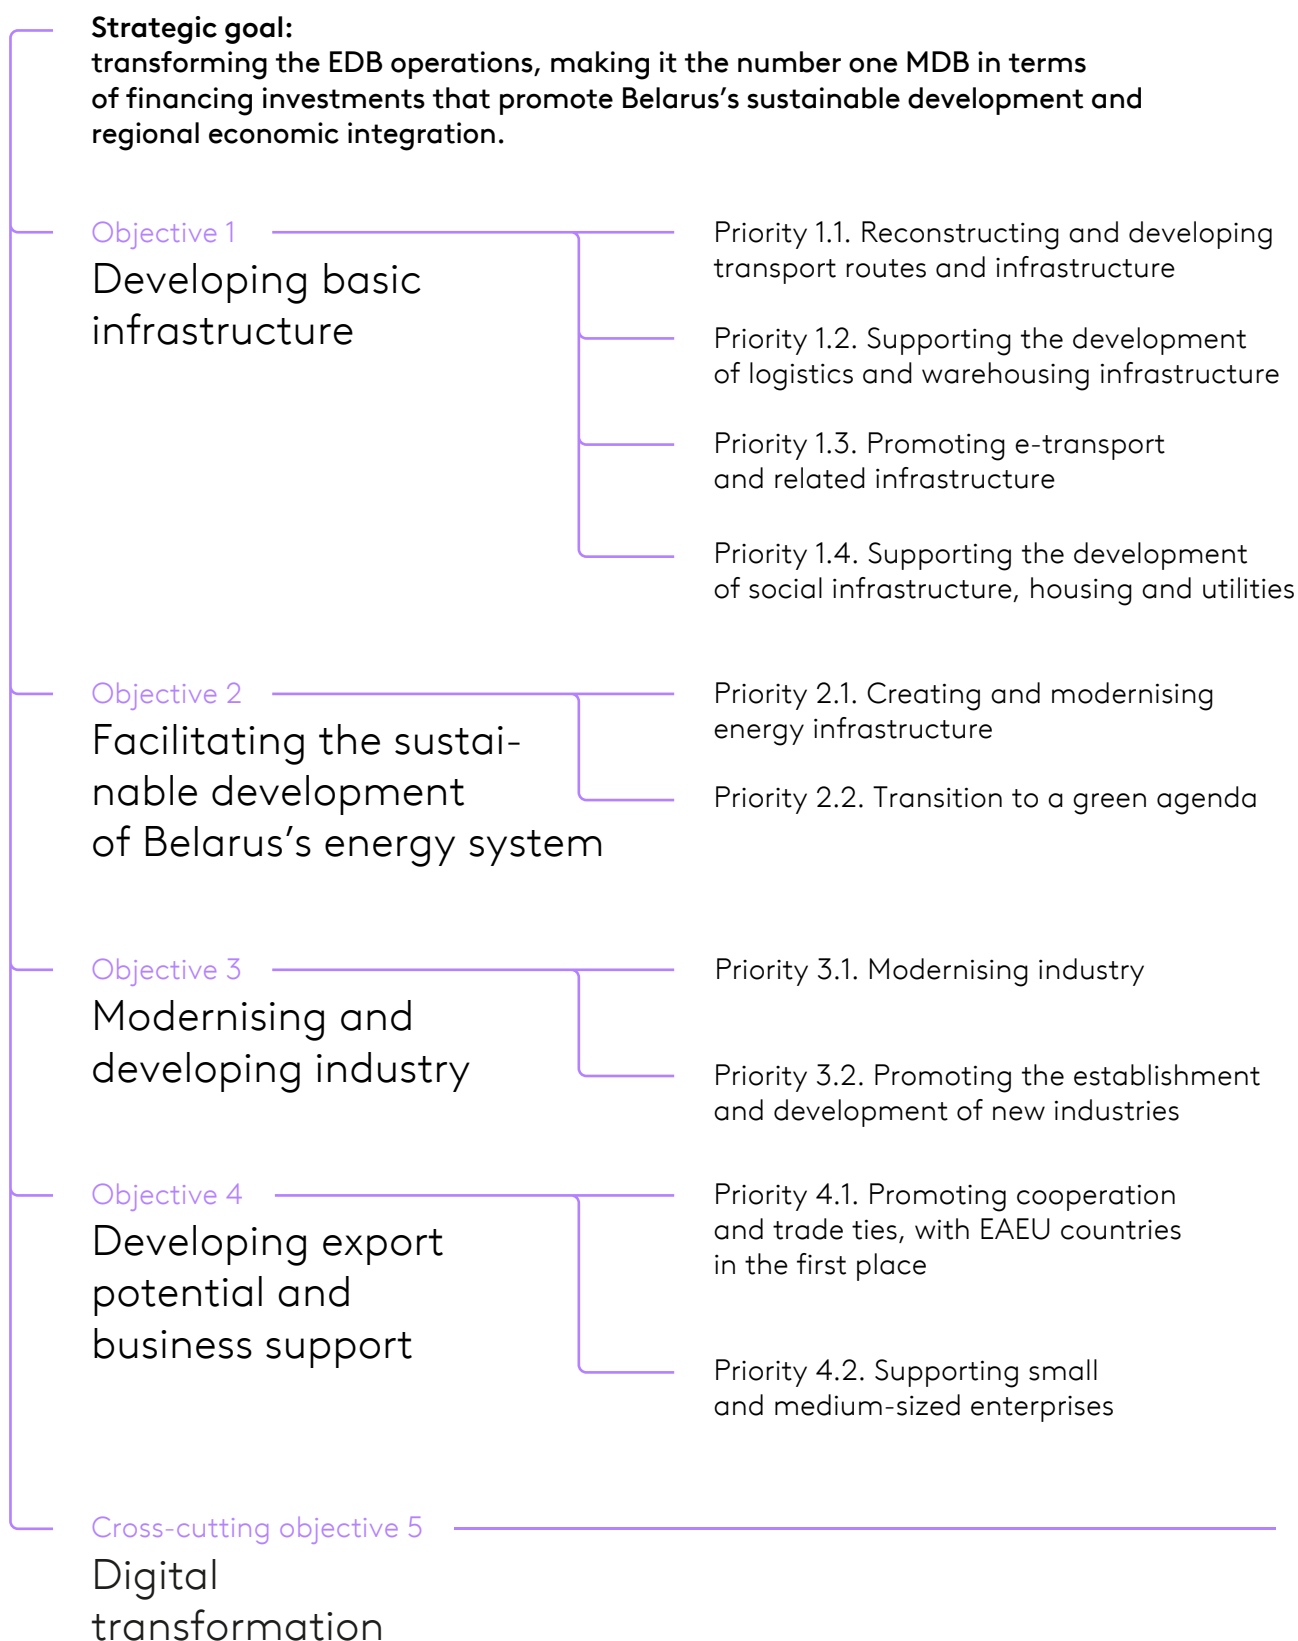 Strategic goal:
transforming the EDB operations, making it the number one MDB in terms
of financing investments that promote Belarus’s sustainable development and
regional economic integration.
Objective 1
Developing basic
infrastructure
Priority 1.1. Reconstructing and developing
transport routes and infrastructure
Priority 1.2. Supporting the development
of logistics and warehousing infrastructure
Priority 1.3. Promoting e-transport
and related infrastructure
Priority 1.4. Supporting the development
of social infrastructure, housing and utilities
Objective 2
Facilitating the sustai-
nable development
of Belarus’s energy system
Priority 2.1. Creating and modernising
energy infrastructure
Priority 2.2. Transition to a green agenda
Objective 3
Modernising and
developing industry
Priority 3.1. Modernising industry
Priority 3.2. Promoting the establishment
and development of new industries
Objective 4
Developing export
potential and
business support
Priority 4.1. Promoting cooperation
and trade ties, with EAEU countries
in the first place
Priority 4.2. Supporting small
and medium-sized enterprises
Cross-cutting objective 5
Digital
transformation